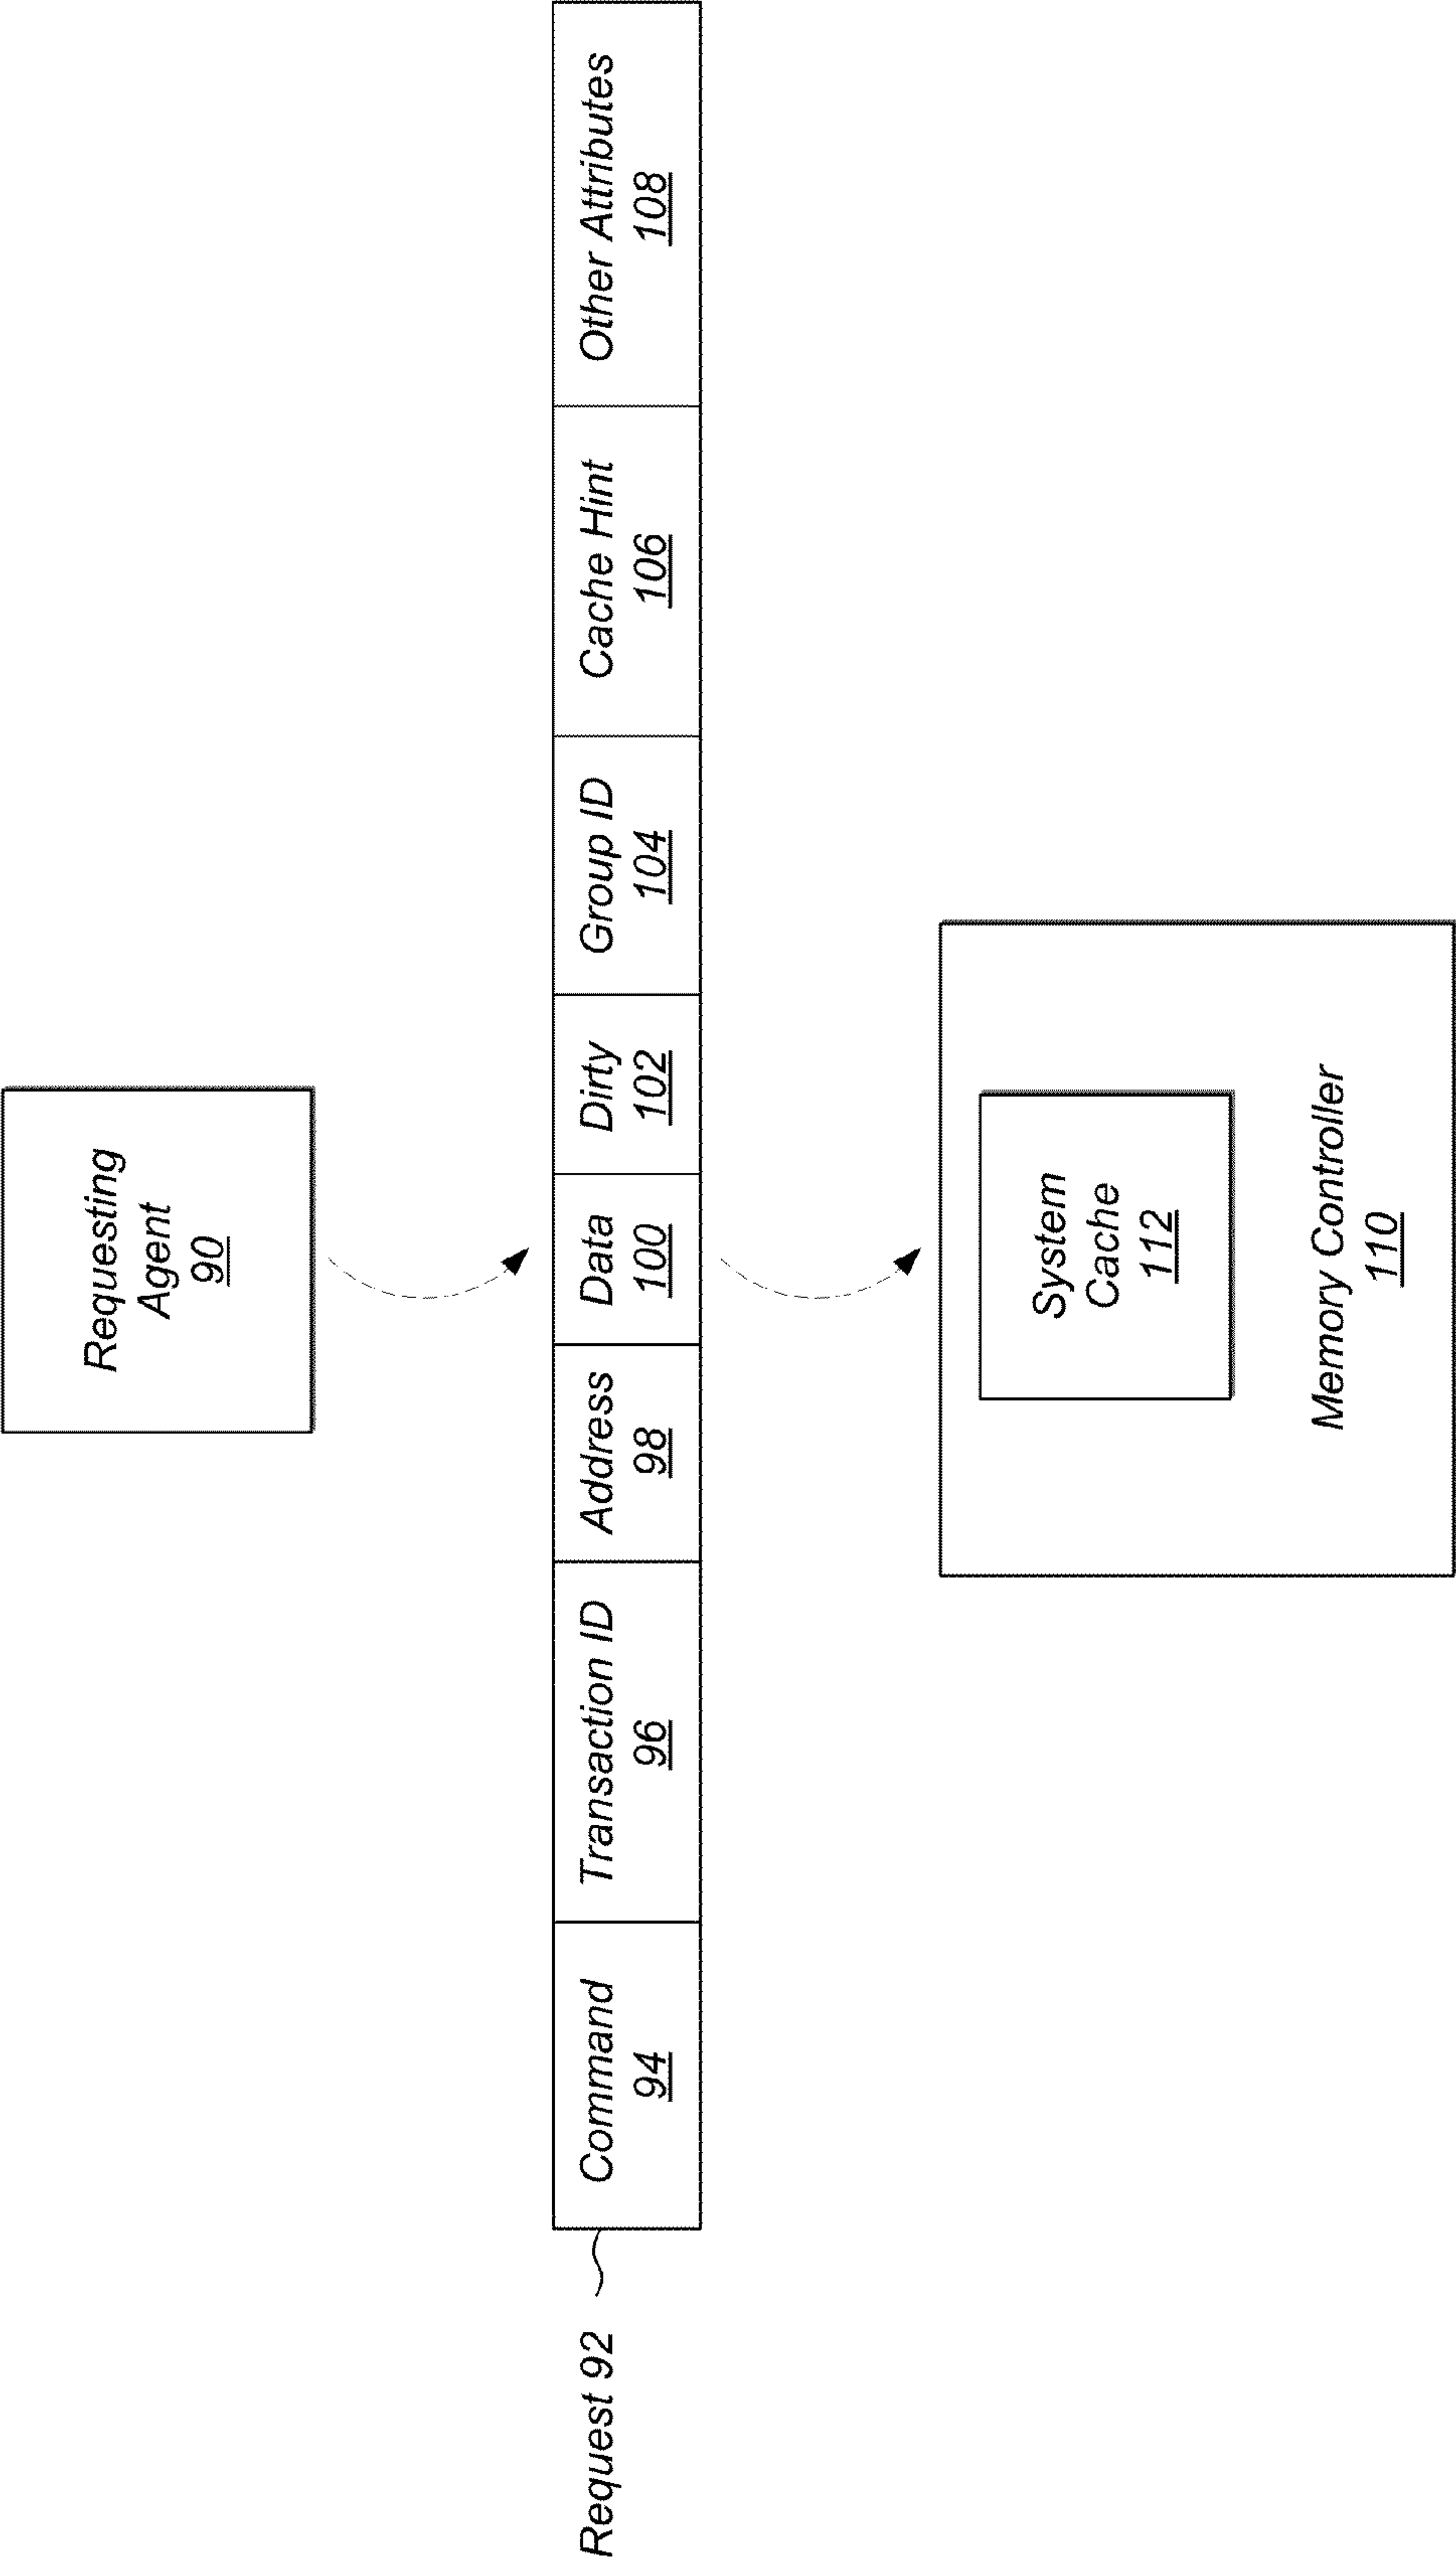 Requesting
Agent
90
Request 92
Command
94
Transaction ID
96
Address
98
Data
100
Dirty
102
Group ID
104
Cache Hint
106
Other Attributes
108
System
Cache
112
Memory Controller
110